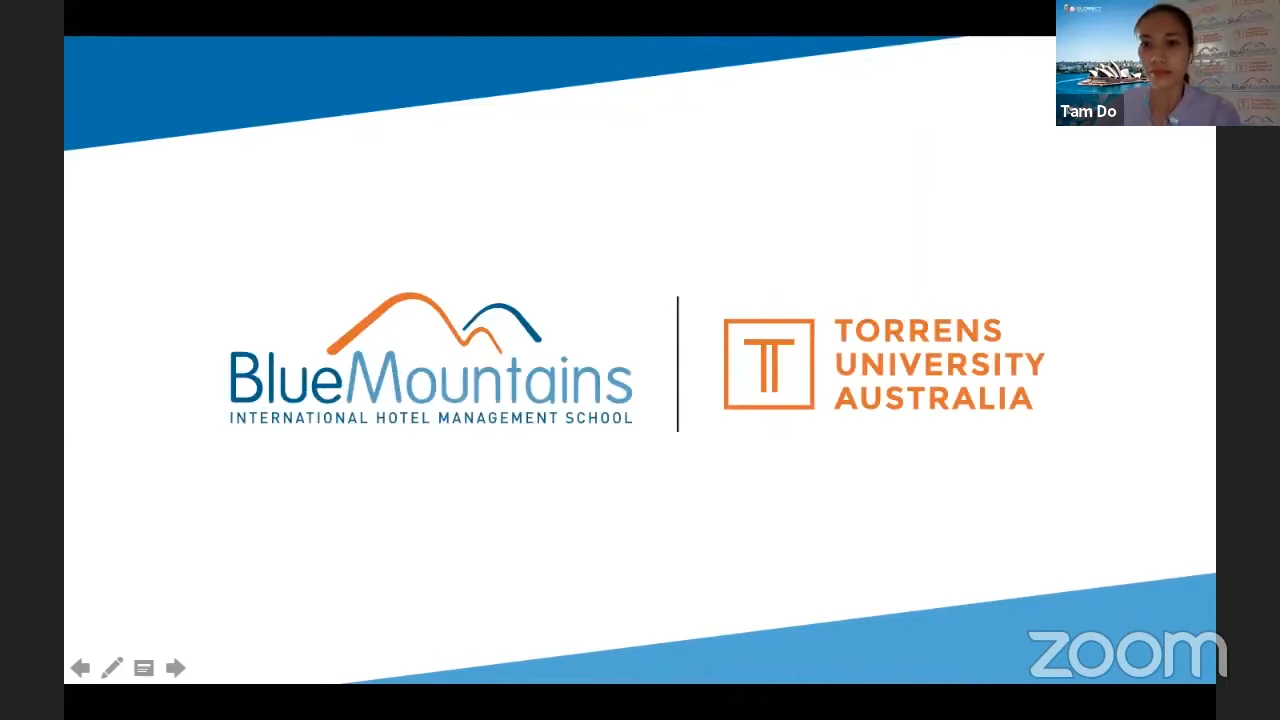 Tam Do
BlueMountains
INTERNATIONAL HOTEL MANAGEMENT SCHOOL
TORRENS
UNIVERSITY
AUSTRALIA
zoom